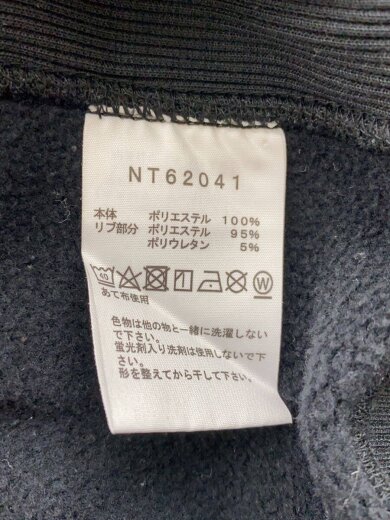 NT62041
本体 ポリエステル 100%
リブ部分 ポリエステル 95%
ポリウレタン 5%
40
W
あて布使用
色物は他の物と一緒に洗濯しない
で下さい。
蛍光剤入り洗剤は使用しないで下
さい。
形を整えてから干して下さい。